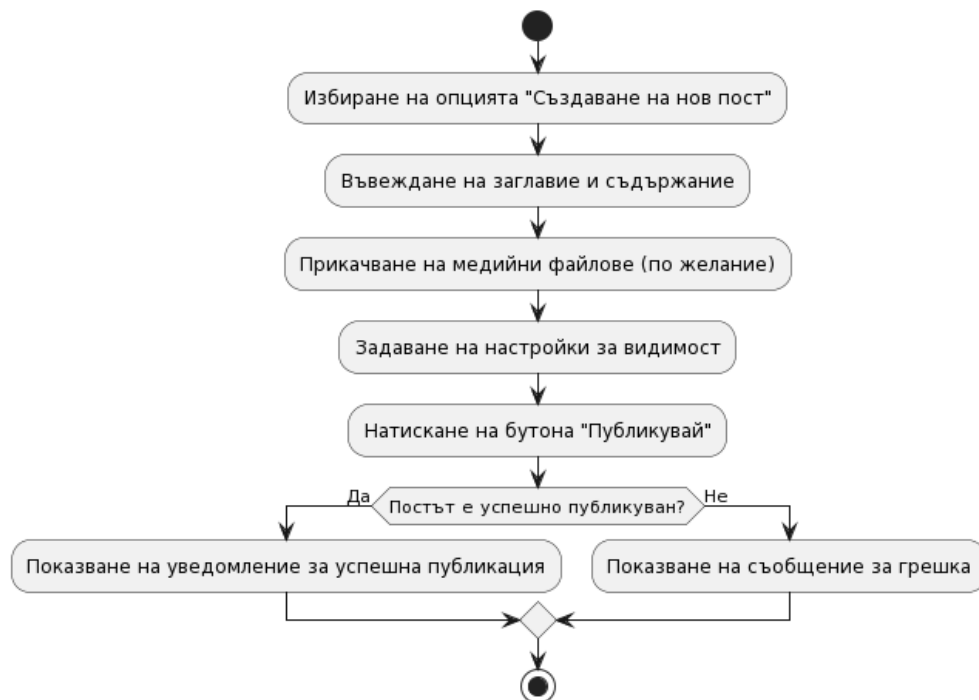 Избиране на опцията "Създаване на нов пост"
Въвеждане на заглавие и съдържание
Прикачване на медийни файлове (по желание)
Задаване на настройки за видимост
Натискане на бутона "Публикувай"
Да
Постът е успешно публикуван?
Не
Показване на уведомление за успешна публикация
Показване на съобщение за грешка